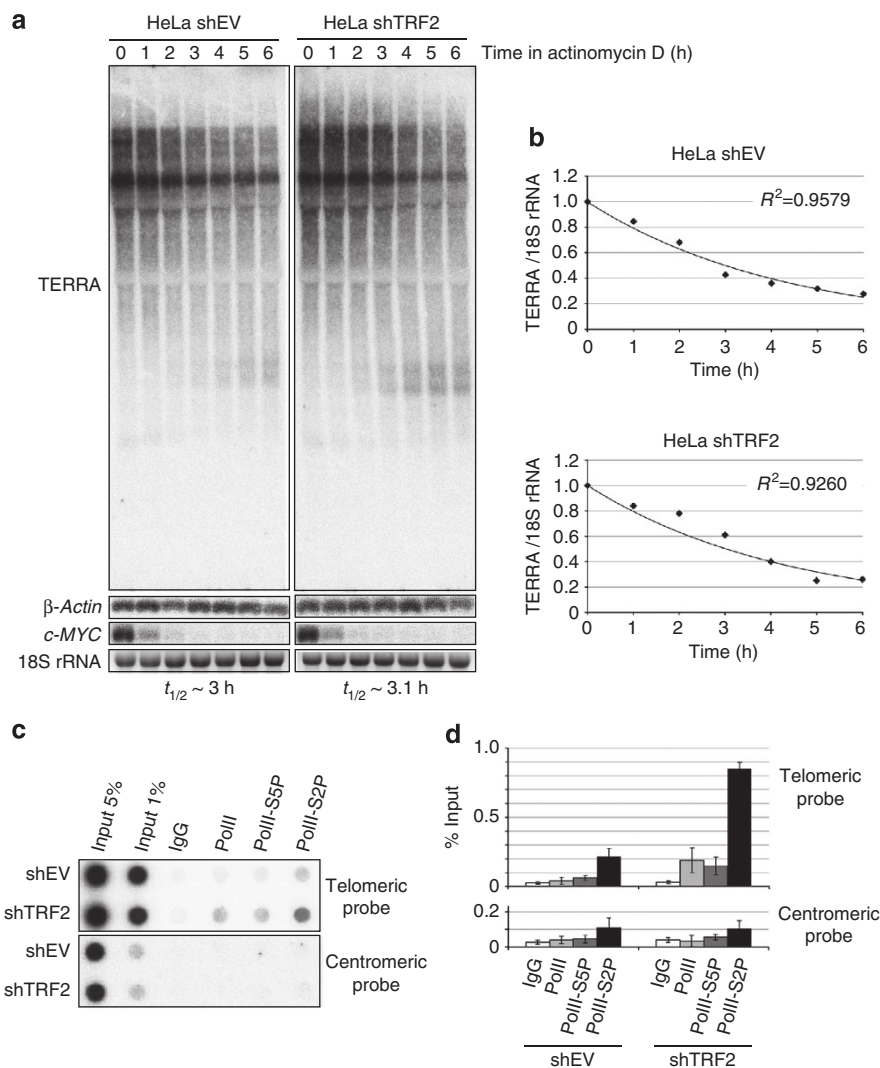 a
HeLa shEV
HeLa shTRF2
0 1 2 3 4 5 6
0 1 2 3 4 5 6
Time in actinomycin D (h)
TERRA
β-Actin
c-MYC
18S rRNA
t1/2 ~ 3 h
t1/2 ~ 3.1 h
b
HeLa shEV
R2=0.9579
TERRA /18S rRNA
1.2
1.0
0.8
0.6
0.4
0.2
0
0 1 2 3 4 5 6
Time (h)
HeLa shTRF2
R2=0.9260
TERRA /18S rRNA
1.2
1.0
0.8
0.6
0.4
0.2
0
0 1 2 3 4 5 6
Time (h)
c
Input 5%
Input 1%
IgG
PolII
PolII-S5P
PolII-S2P
shEV
shTRF2
Telomeric probe
shEV
shTRF2
Centromeric probe
d
% Input
1.0
0.5
0
Telomeric probe
0.2
0
Centromeric probe
IgG
PolII
PolII-S5P
PolII-S2P
IgG
PolII
PolII-S5P
PolII-S2P
shEV
shTRF2